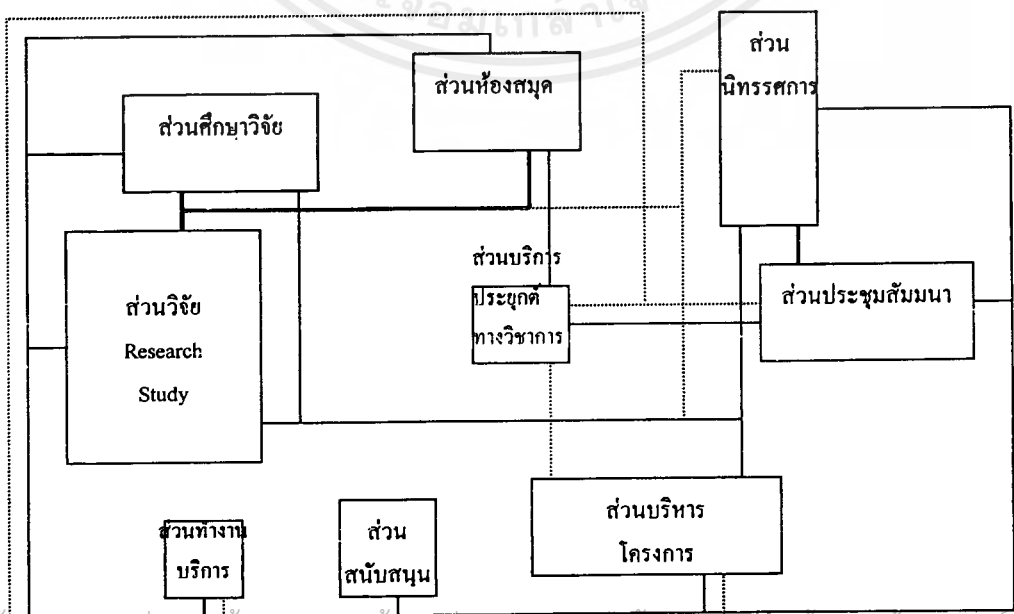 ส่วนห้องสมุด
ส่วน
นิทรรศการ
ส่วนศึกษาวิจัย
ส่วนวิจัย
Research
Study
ส่วนบริการ
ประยุกต์
ทางวิชาการ
ส่วนประชุมสัมมนา
ส่วนทำงาน
บริการ
ส่วน
สนับสนุน
ส่วนบริหาร
โครงการ